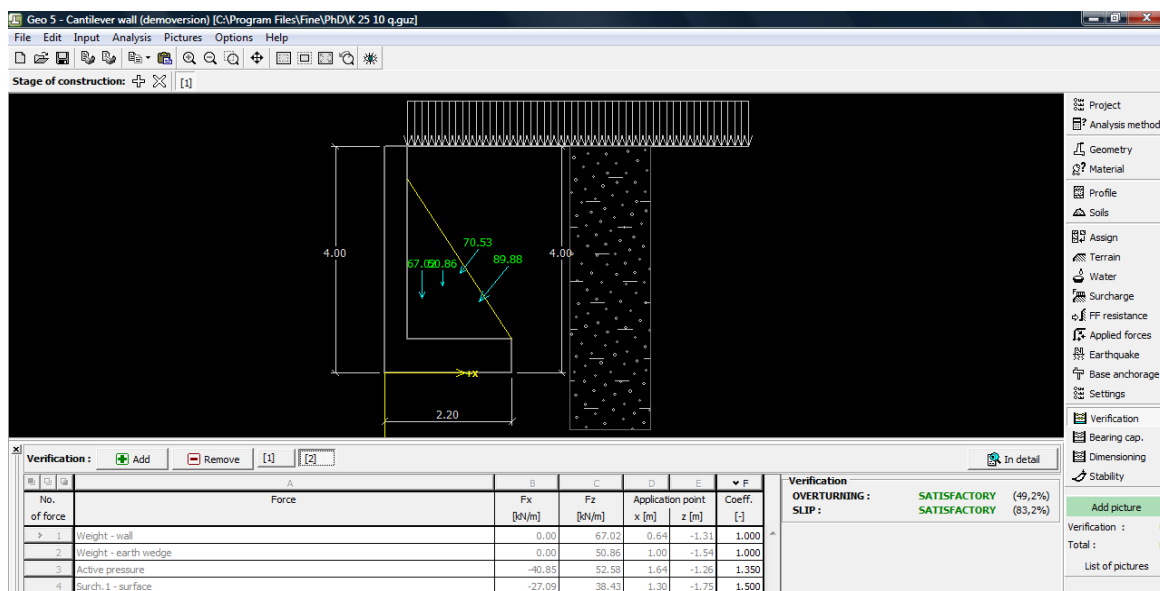 Geo 5 - Cantilever wall (demoversion) [C:\Program Files\Fine\PhD\K 25 10 q.guz]
File Edit Input Analysis Pictures Options Help
Stage of construction: [1]
Project
Analysis method
Geometry
Material
Profile
Soils
Assign
Terrain
Water
Surcharge
FF resistance
Applied forces
Earthquake
Base anchorage
Settings
Verification
Bearing cap.
Dimensioning
Stability
4.00
70.53
4.00
67.02
50.86
89.88
+X
2.20
Verification : Add Remove [1] [2] In detail
A B C D E F
No. Force Fx Fz Application point Coeff.
of force [kN/m] [kN/m] x [m] z [m] [-]
1 Weight - wall 0.00 67.02 0.64 -1.31 1.000
2 Weight - earth wedge 0.00 50.86 1.00 -1.54 1.000
3 Active pressure -40.85 52.58 1.64 -1.26 1.350
4 Surch. 1 - surface -27.09 38.43 1.30 -1.75 1.500
Verification
OVERTURNING : SATISFACTORY (49,2%)
SLIP : SATISFACTORY (83,2%)
Add picture
Verification :
Total :
List of pictures